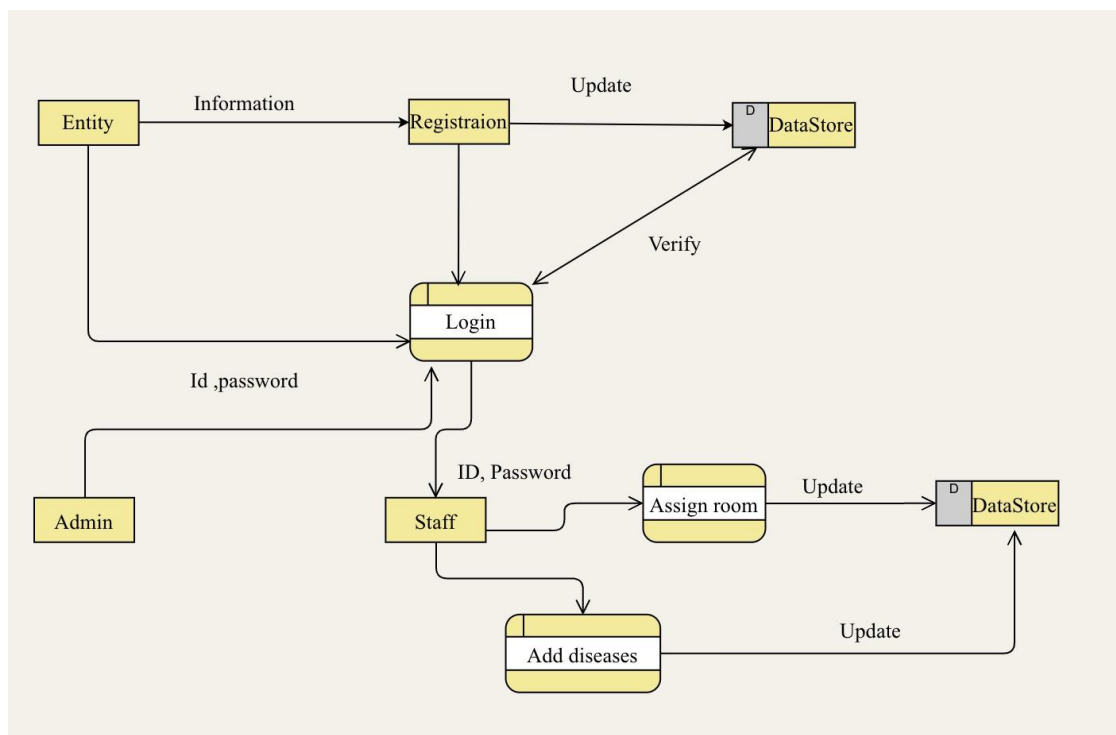 Update
Information
Entity
Registraion
D
DataStore
Verify
Login
Id ,password
ID, Password
Admin
Staff
Assign room
Update
D
DataStore
Update
Add diseases